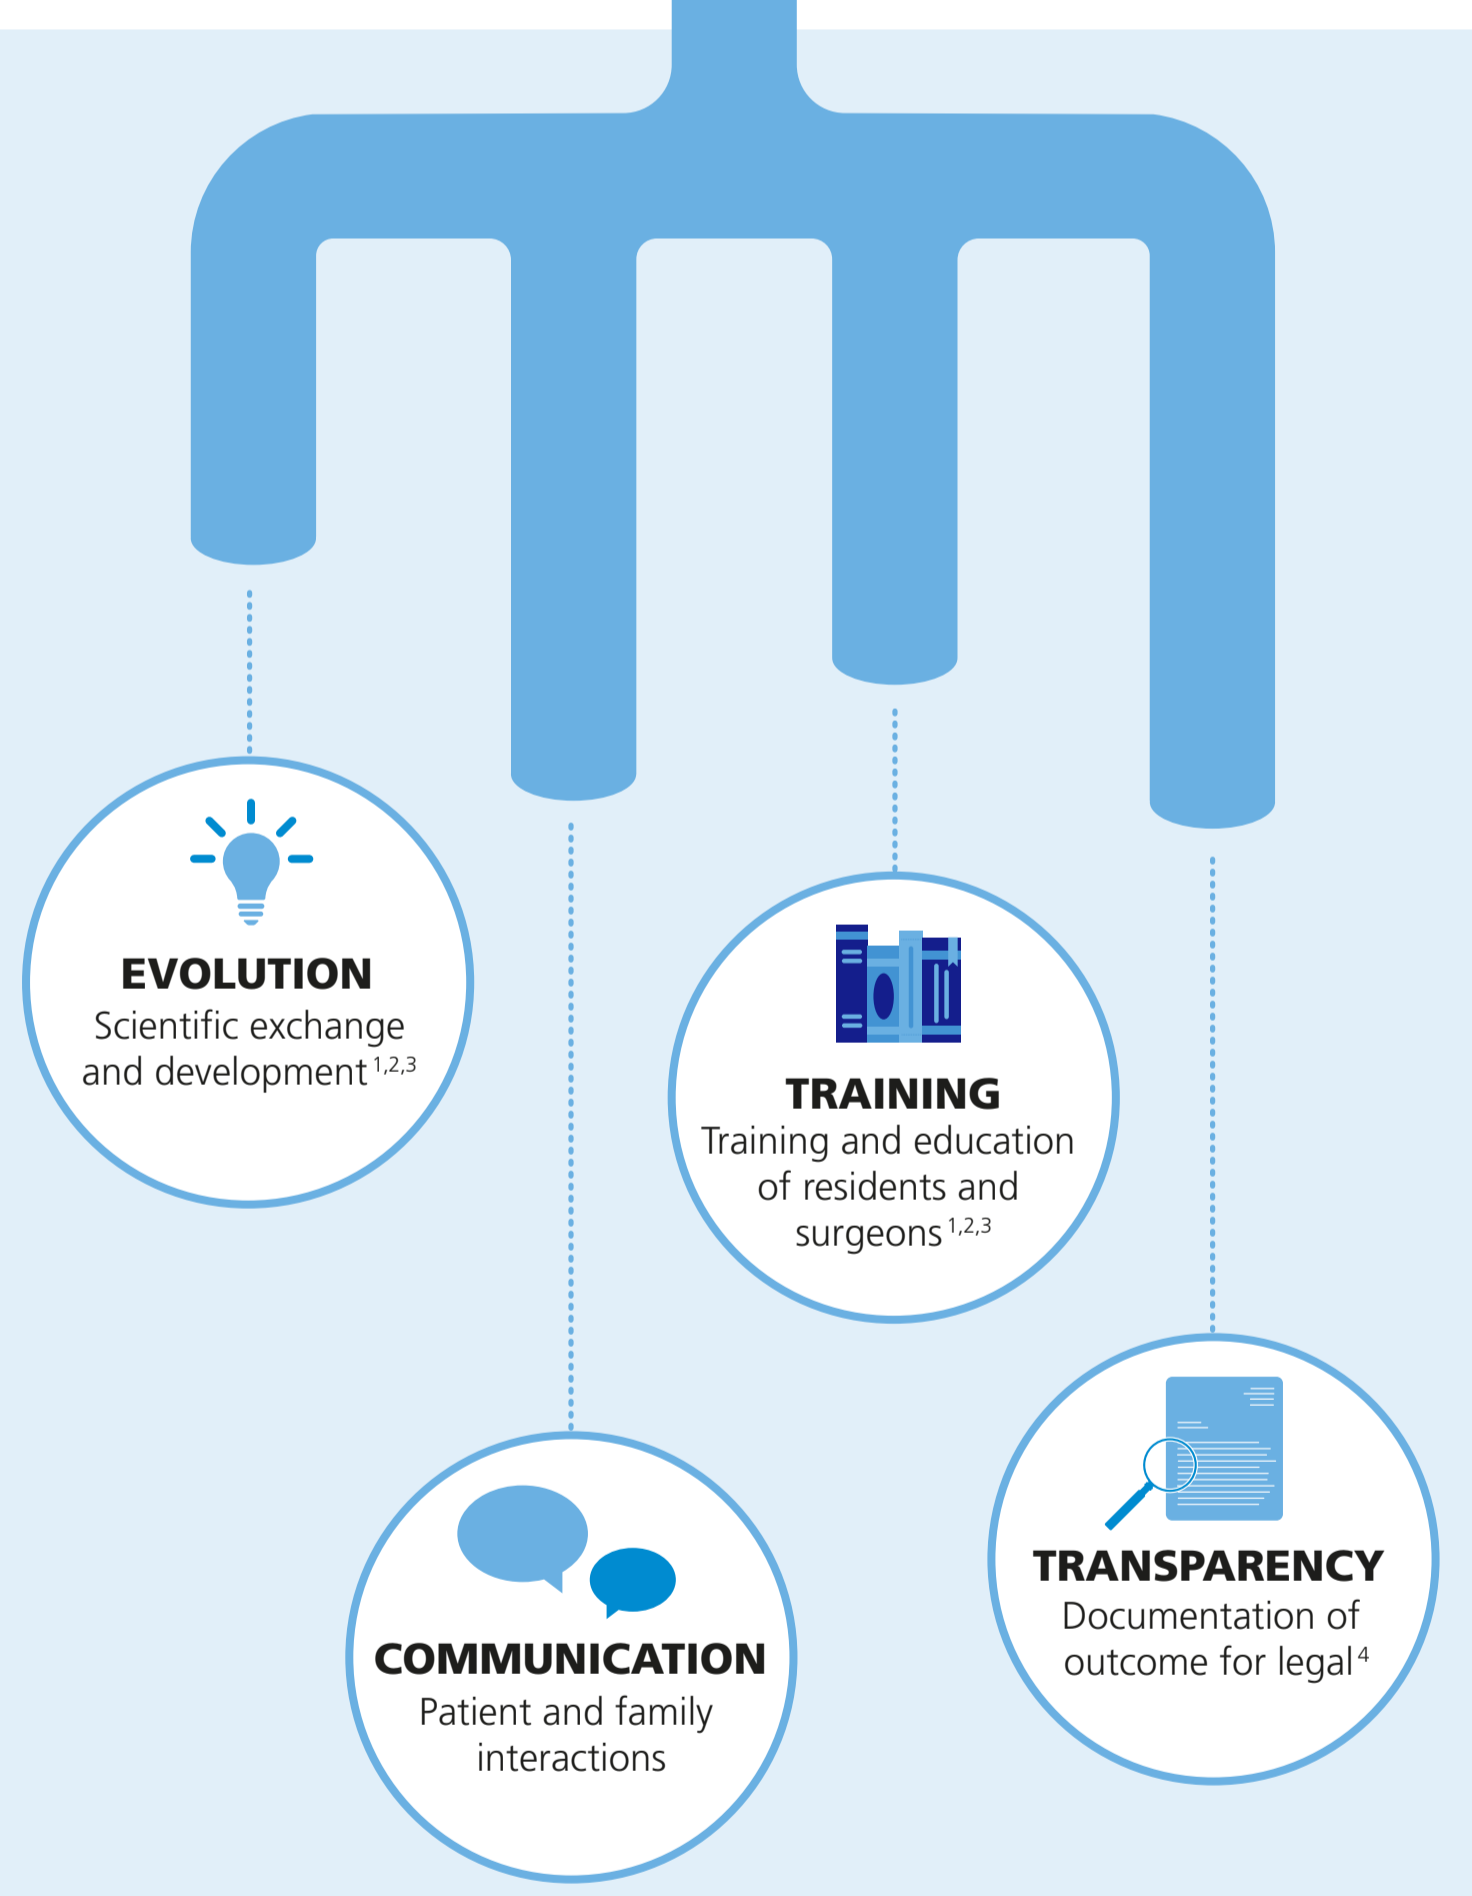 EVOLUTION
Scientific exchange
and development 1,2,3
TRAINING
Training and education
of residents and
surgeons 1,2,3
COMMUNICATION
Patient and family
interactions
TRANSPARENCY
Documentation of
outcome for legal 4